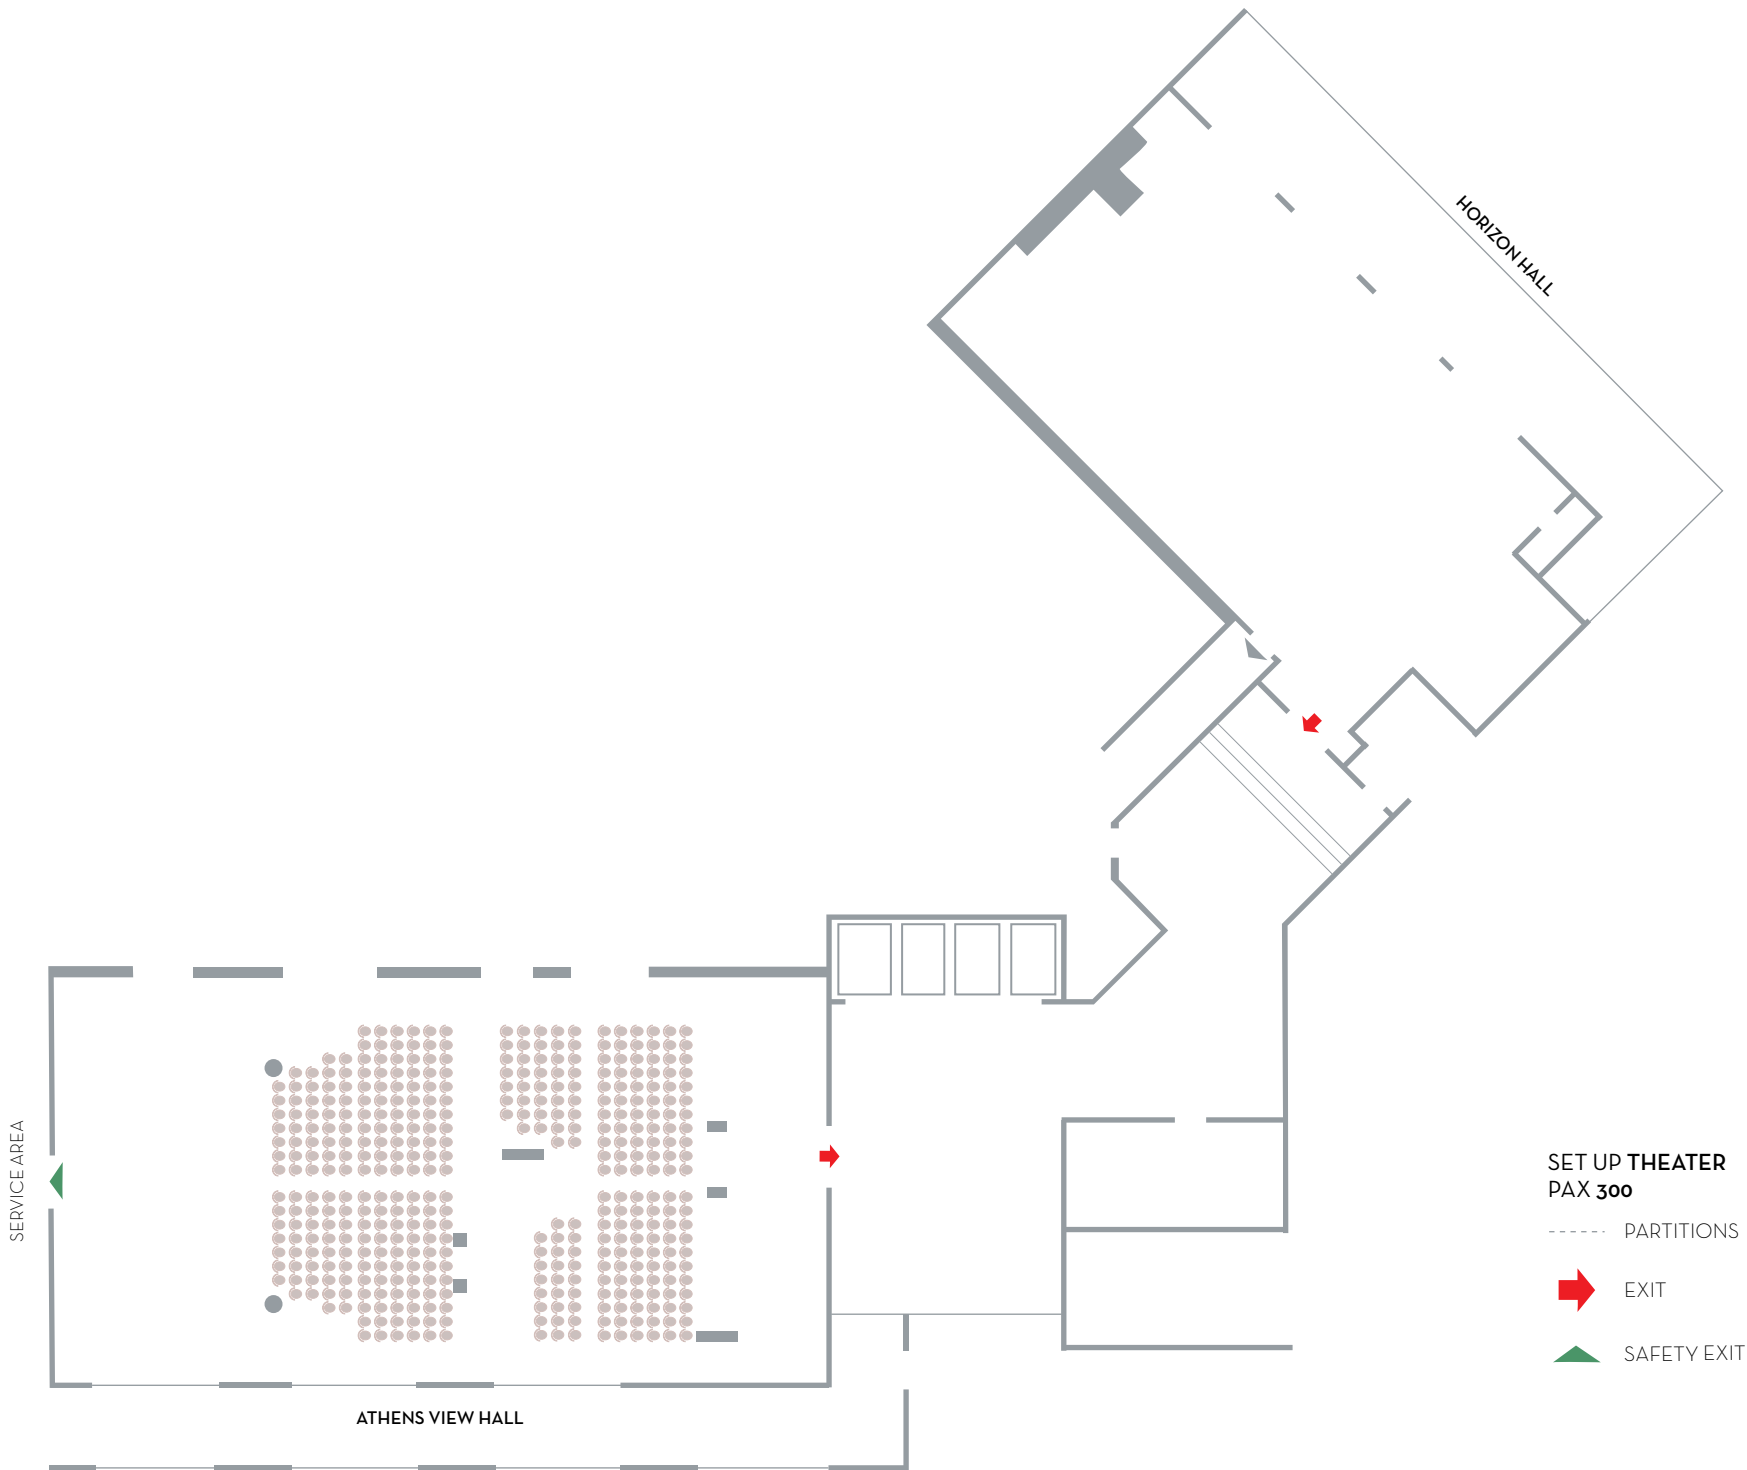 HORIZON HALL
SERVICE AREA
SET UP THEATER
PAX 300
PARTITIONS
EXIT
SAFETY EXIT
ATHENS VIEW HALL